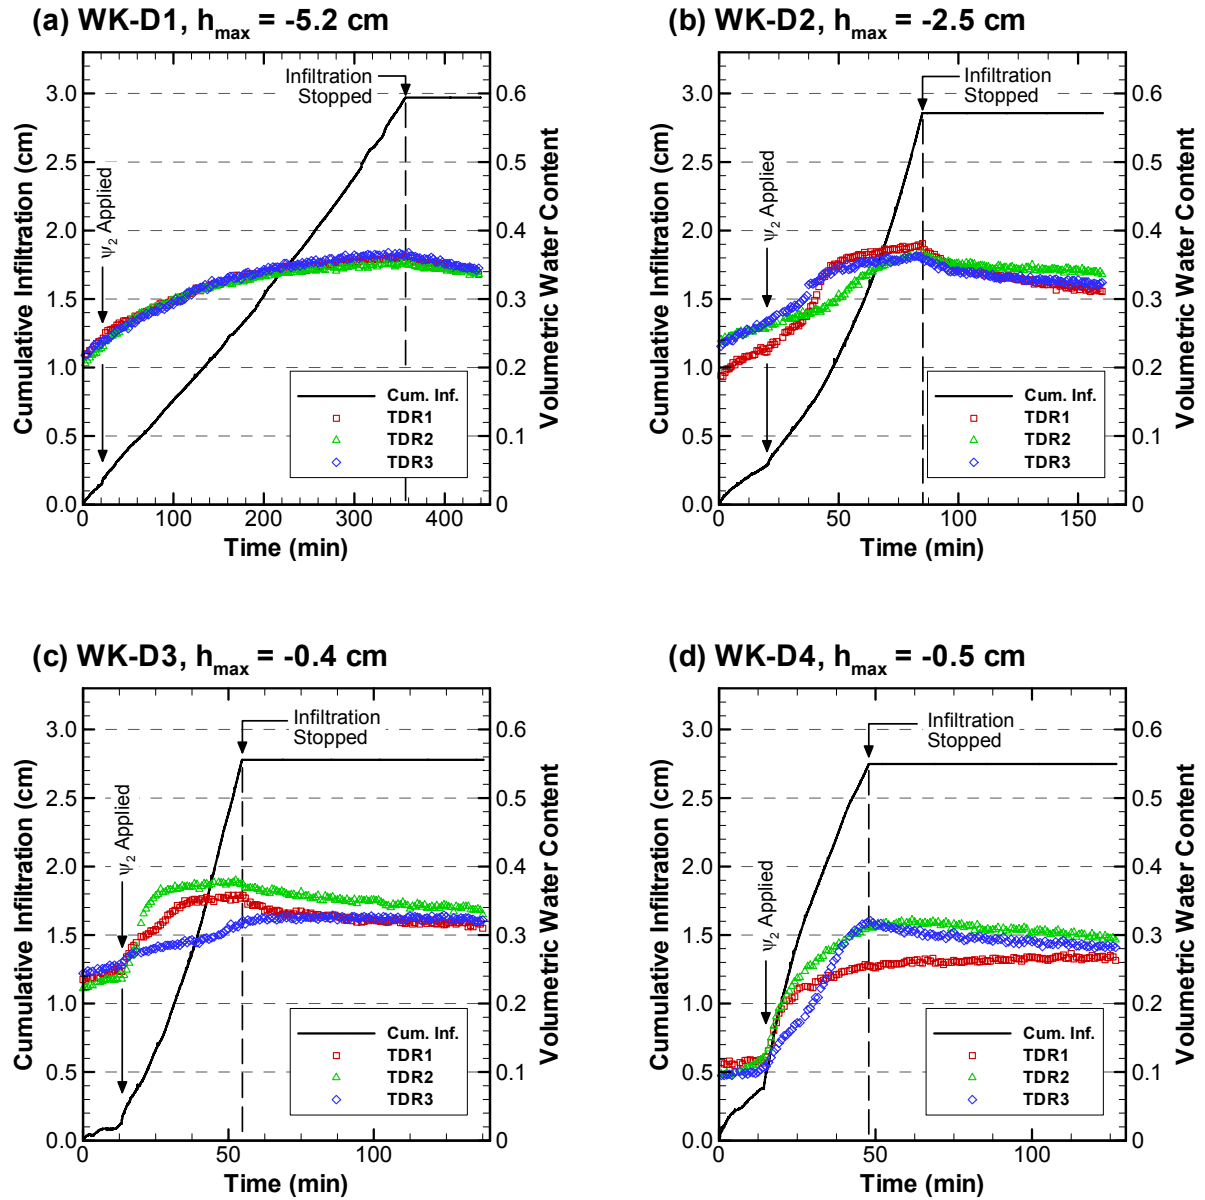 (a) WK-D1, hmax = -5.2 cm
Infiltration
Stopped
Cumulative Infiltration (cm)
3.0
2.5
2.0
1.5
1.0
0.5
0.0
ψ2 Applied
Volumetric Water Content
0.6
0.5
0.4
0.3
0.2
0.1
0
Cum. Inf.
TDR1
TDR2
TDR3
0 100 200 300 400
Time (min)
(b) WK-D2, hmax = -2.5 cm
Infiltration
Stopped
Cumulative Infiltration (cm)
3.0
2.5
2.0
1.5
1.0
0.5
0.0
ψ2 Applied
Volumetric Water Content
0.6
0.5
0.4
0.3
0.2
0.1
0
Cum. Inf.
TDR1
TDR2
TDR3
0 50 100 150
Time (min)
(c) WK-D3, hmax = -0.4 cm
Infiltration
Stopped
Cumulative Infiltration (cm)
3.0
2.5
2.0
1.5
1.0
0.5
0.0
ψ2 Applied
Volumetric Water Content
0.6
0.5
0.4
0.3
0.2
0.1
0
Cum. Inf.
TDR1
TDR2
TDR3
0 50 100
Time (min)
(d) WK-D4, hmax = -0.5 cm
Infiltration
Stopped
Cumulative Infiltration (cm)
3.0
2.5
2.0
1.5
1.0
0.5
0.0
ψ2 Applied
Volumetric Water Content
0.6
0.5
0.4
0.3
0.2
0.1
0
Cum. Inf.
TDR1
TDR2
TDR3
0 50 100
Time (min)